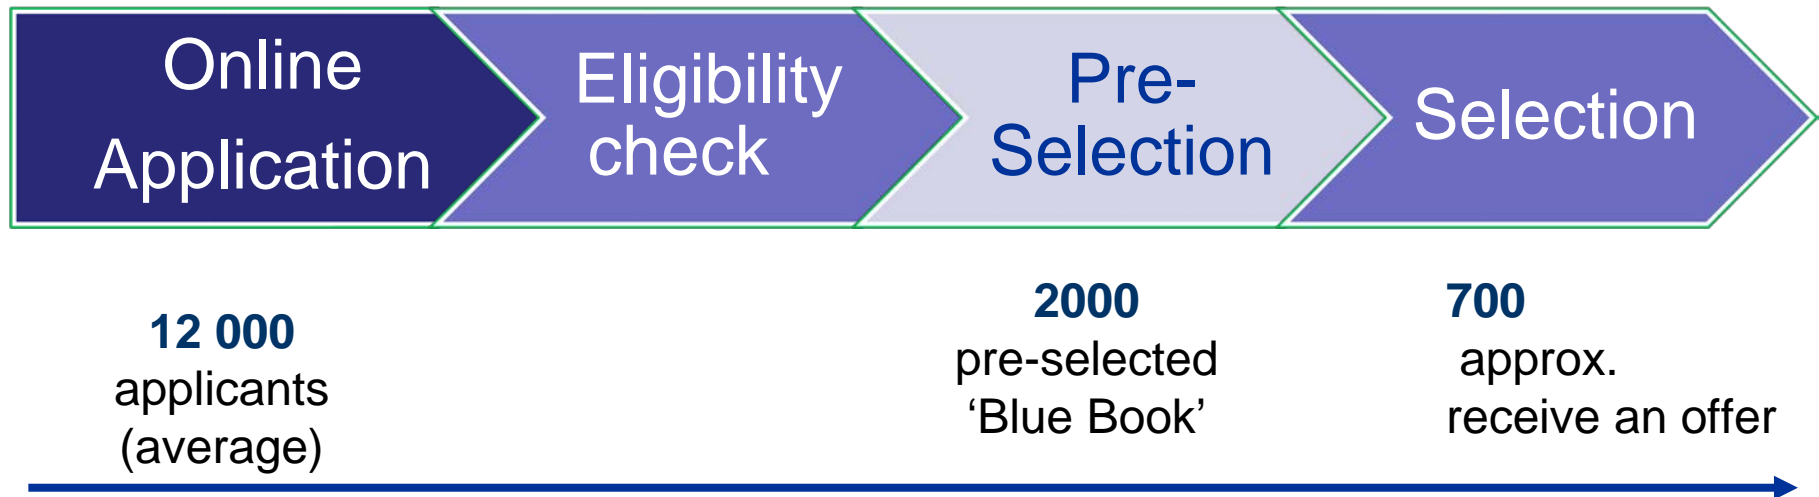 Online
Application
Eligibility
check
Pre-
Selection
Selection
12 000
applicants
(average)
2000
pre-selected
‘Blue Book’
700
approx.
receive an offer